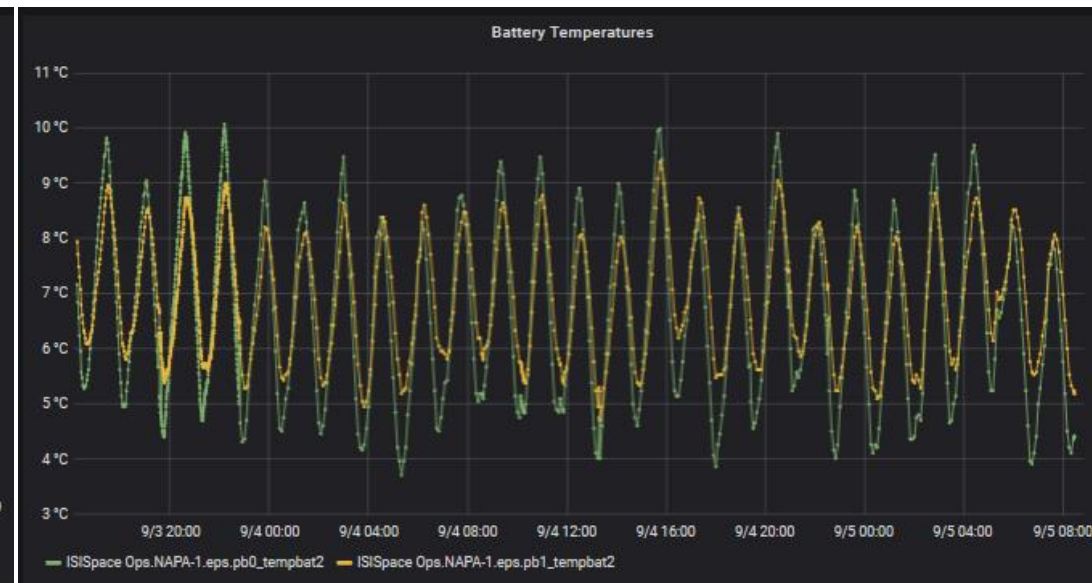 Battery Temperatures
11 °C
10 °C
9 °C
8 °C
7 °C
6 °C
5 °C
4 °C
3 °C
9/3 20:00 9/4 00:00 9/4 04:00 9/4 08:00 9/4 12:00 9/4 16:00 9/4 20:00 9/5 00:00 9/5 04:00 9/5 08:00
ISISpace Ops.NAPA-1.eps.pb0_tempbat2 ISISpace Ops.NAPA-1.eps.pb1_tempbat2